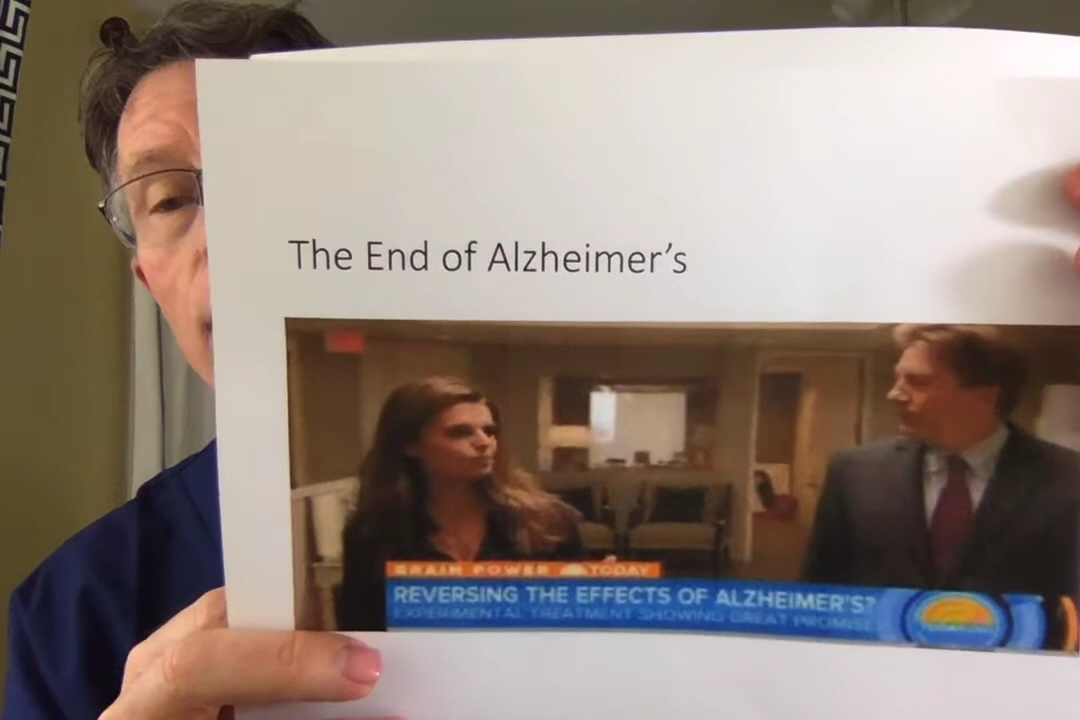 The End of Alzheimer’s
BRAIN POWER TODAY
REVERSING THE EFFECTS OF ALZHEIMER'S?
EXPERIMENTAL TREATMENT SHOWING GREAT PROMISE